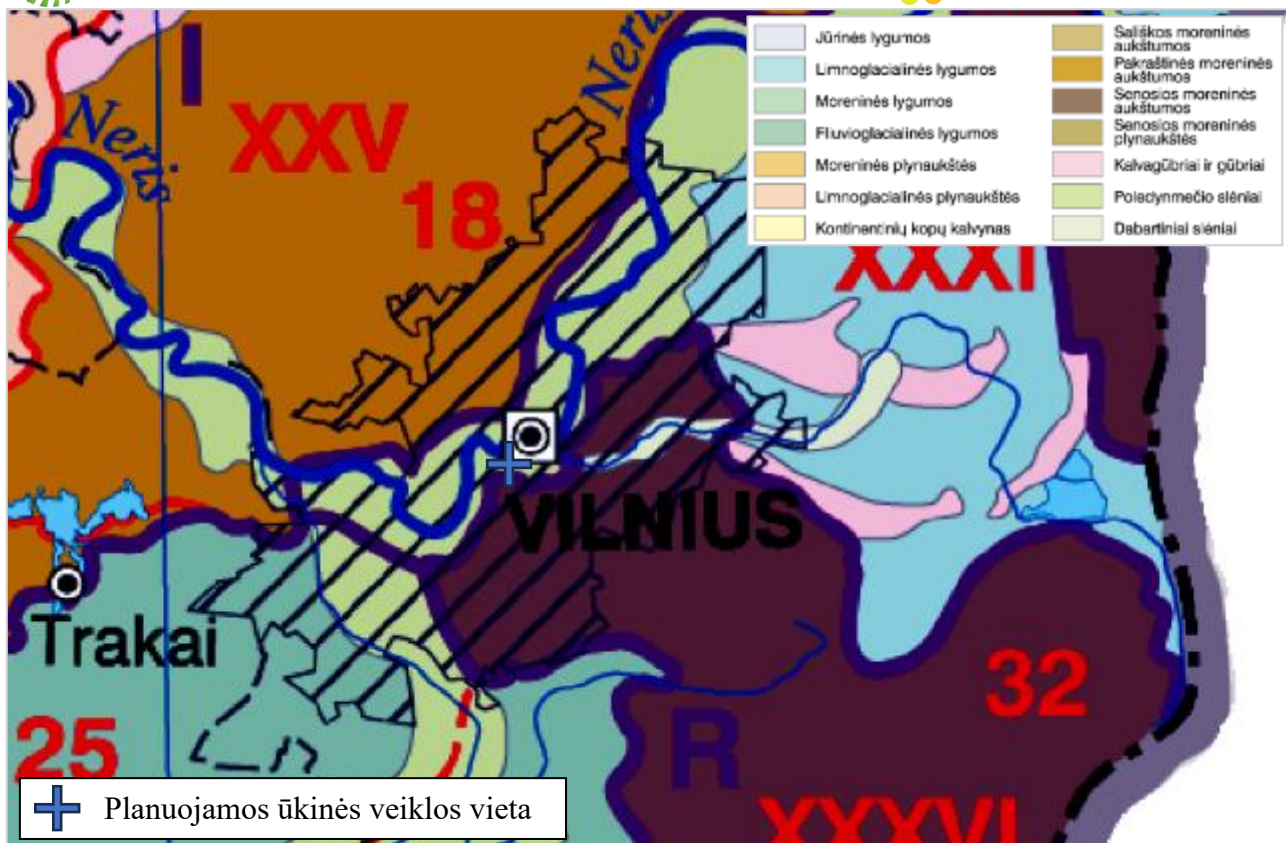 Jūrinės lygumos
Limnoglacialinės lygumos
Moreninės lygumos
Fliuvioglacialinės lygumos
Moreninės plynaukštės
Limnoglacialinės plynaukštės
Kontinentinių kopų kalvynas
Sališkos moreninės
aukštumos
Pakraštinės moreninės
aukštumos
Senosios moreninės
aukštumos
Senosios moreninės
plynaukštės
Kalvagūbriai ir gūbriai
Poledynmečio slėniai
Dabartiniai slėniai
I
Neris
Neris
XXV
18
XXXI
VILNIUS
Trakai
25
32
R
XXXVI
Planuojamos ūkinės veiklos vieta